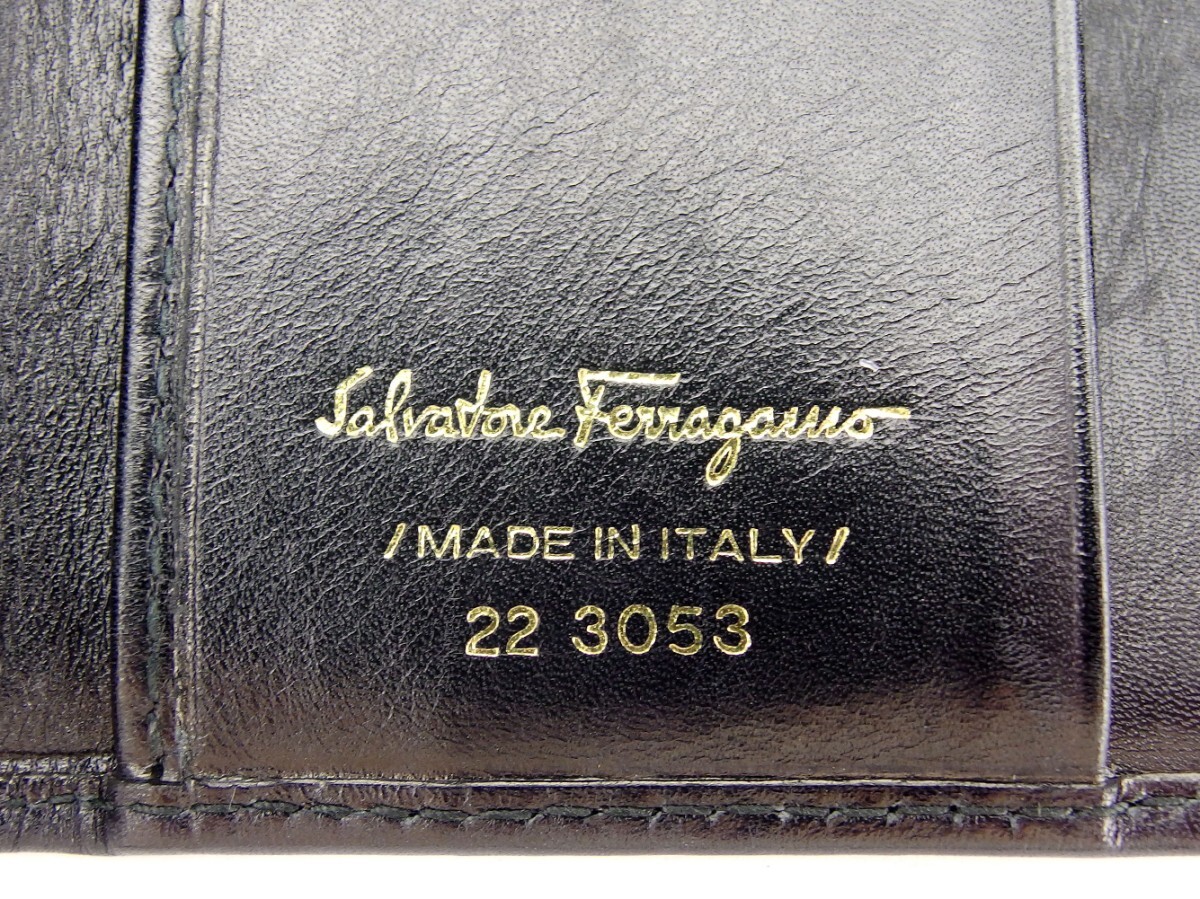 Salvatore Ferragamo
/MADE IN ITALY/
22 3053